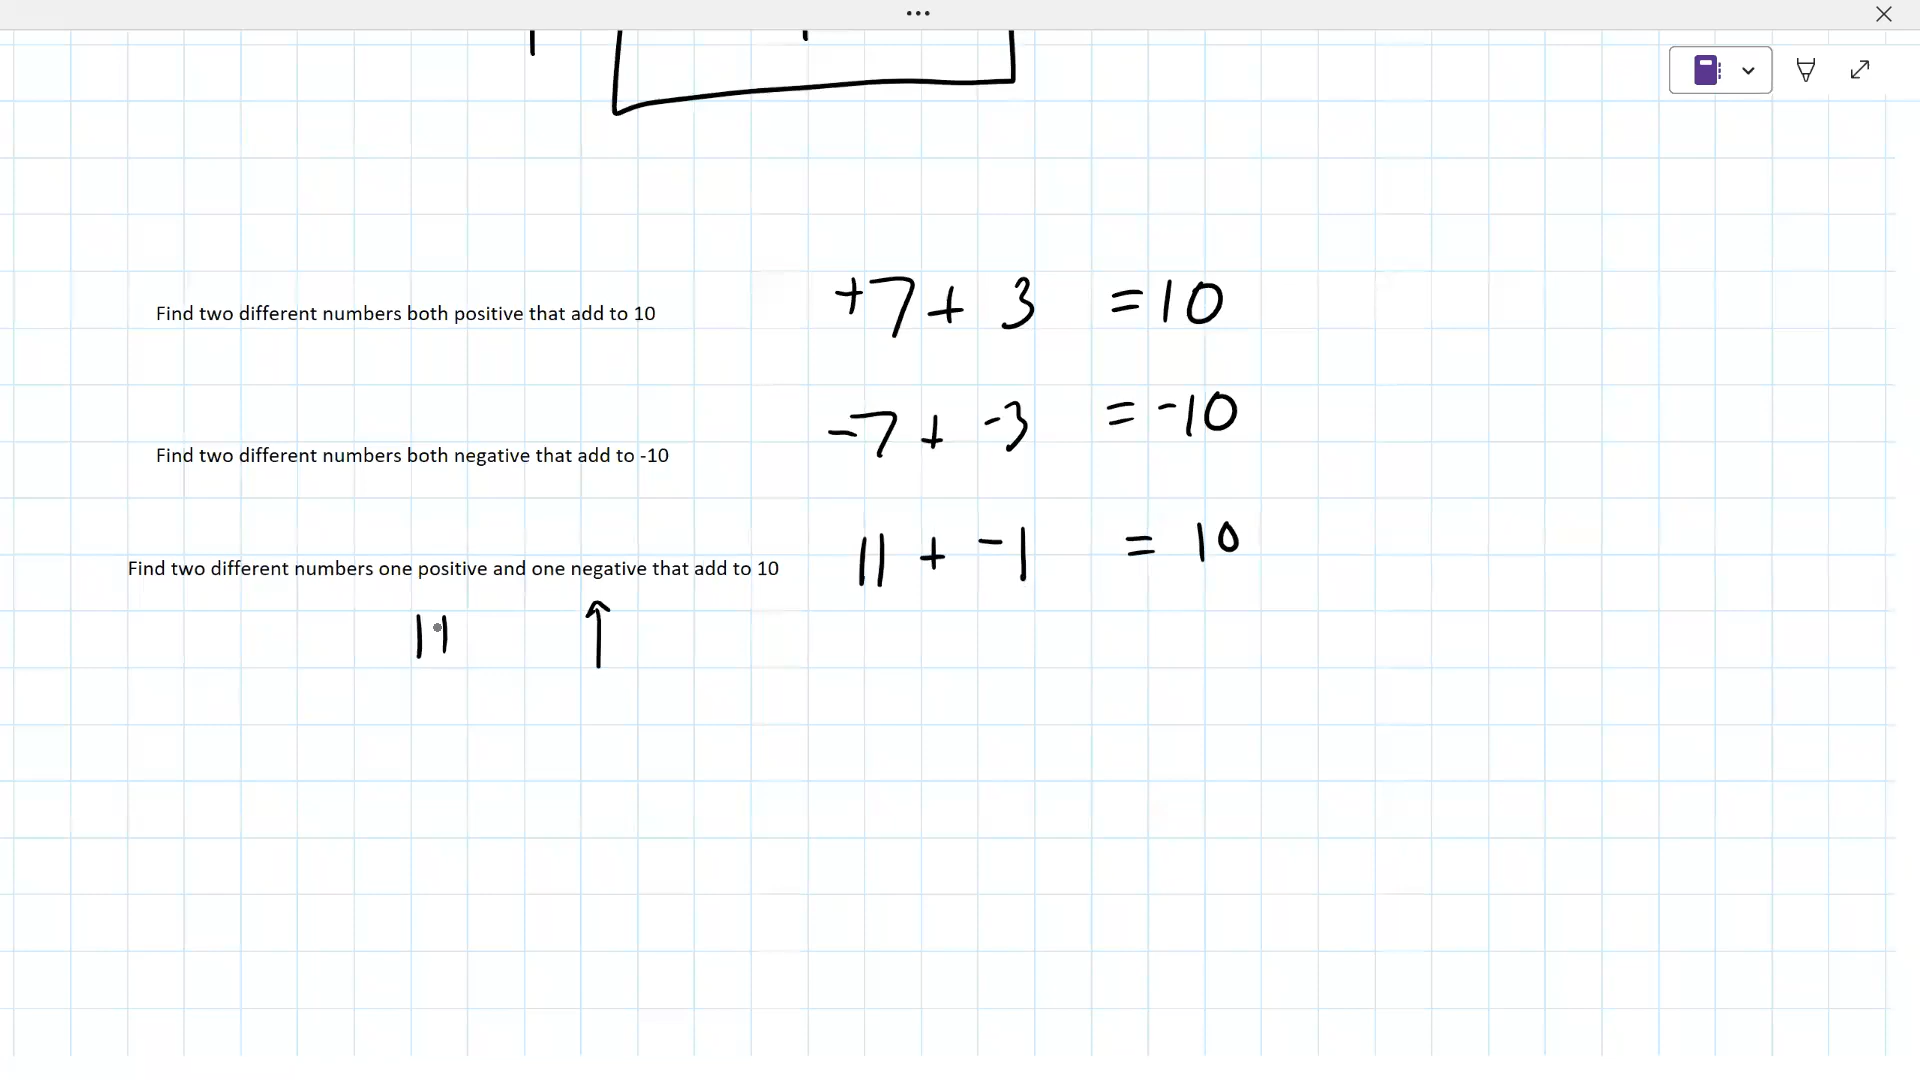 Find two different numbers both positive that add to 10
+7 + 3 = 10
-7 + -3 = -10
Find two different numbers both negative that add to -10
11 + -1 = 10
Find two different numbers one positive and one negative that add to 10
11 ↑